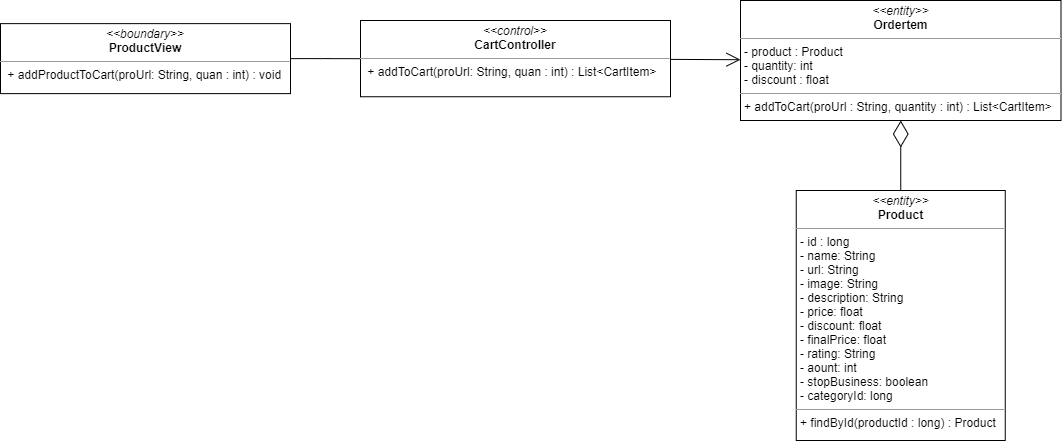 <<boundary>>
ProductView
+ addProductToCart(proUrl: String, quan : int) : void
<<control>>
CartController
+ addToCart(proUrl: String, quan : int) : List<CartItem>
<<entity>>
Ordertem
- product : Product
- quantity: int
- discount : float
+ addToCart(proUrl : String, quantity : int) : List<CartItem>
<<entity>>
Product
- id : long
- name: String
- url: String
- image: String
- description: String
- price: float
- discount: float
- finalPrice: float
- rating: String
- aount: int
- stopBusiness: boolean
- categoryId: long
+ findById(productId : long) : Product